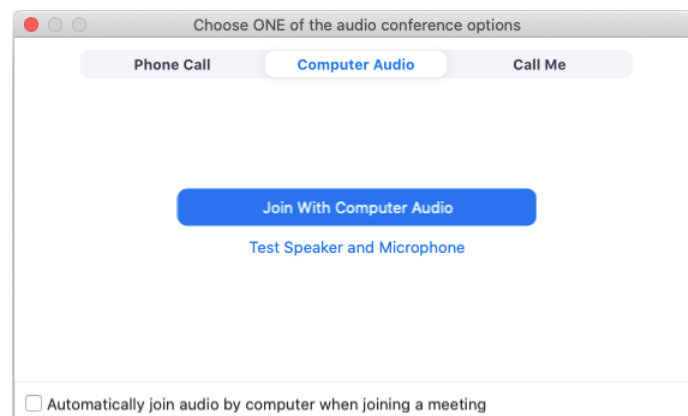 Choose ONE of the audio conference options
Phone Call Computer Audio Call Me
Join With Computer Audio
Test Speaker and Microphone
Automatically join audio by computer when joining a meeting